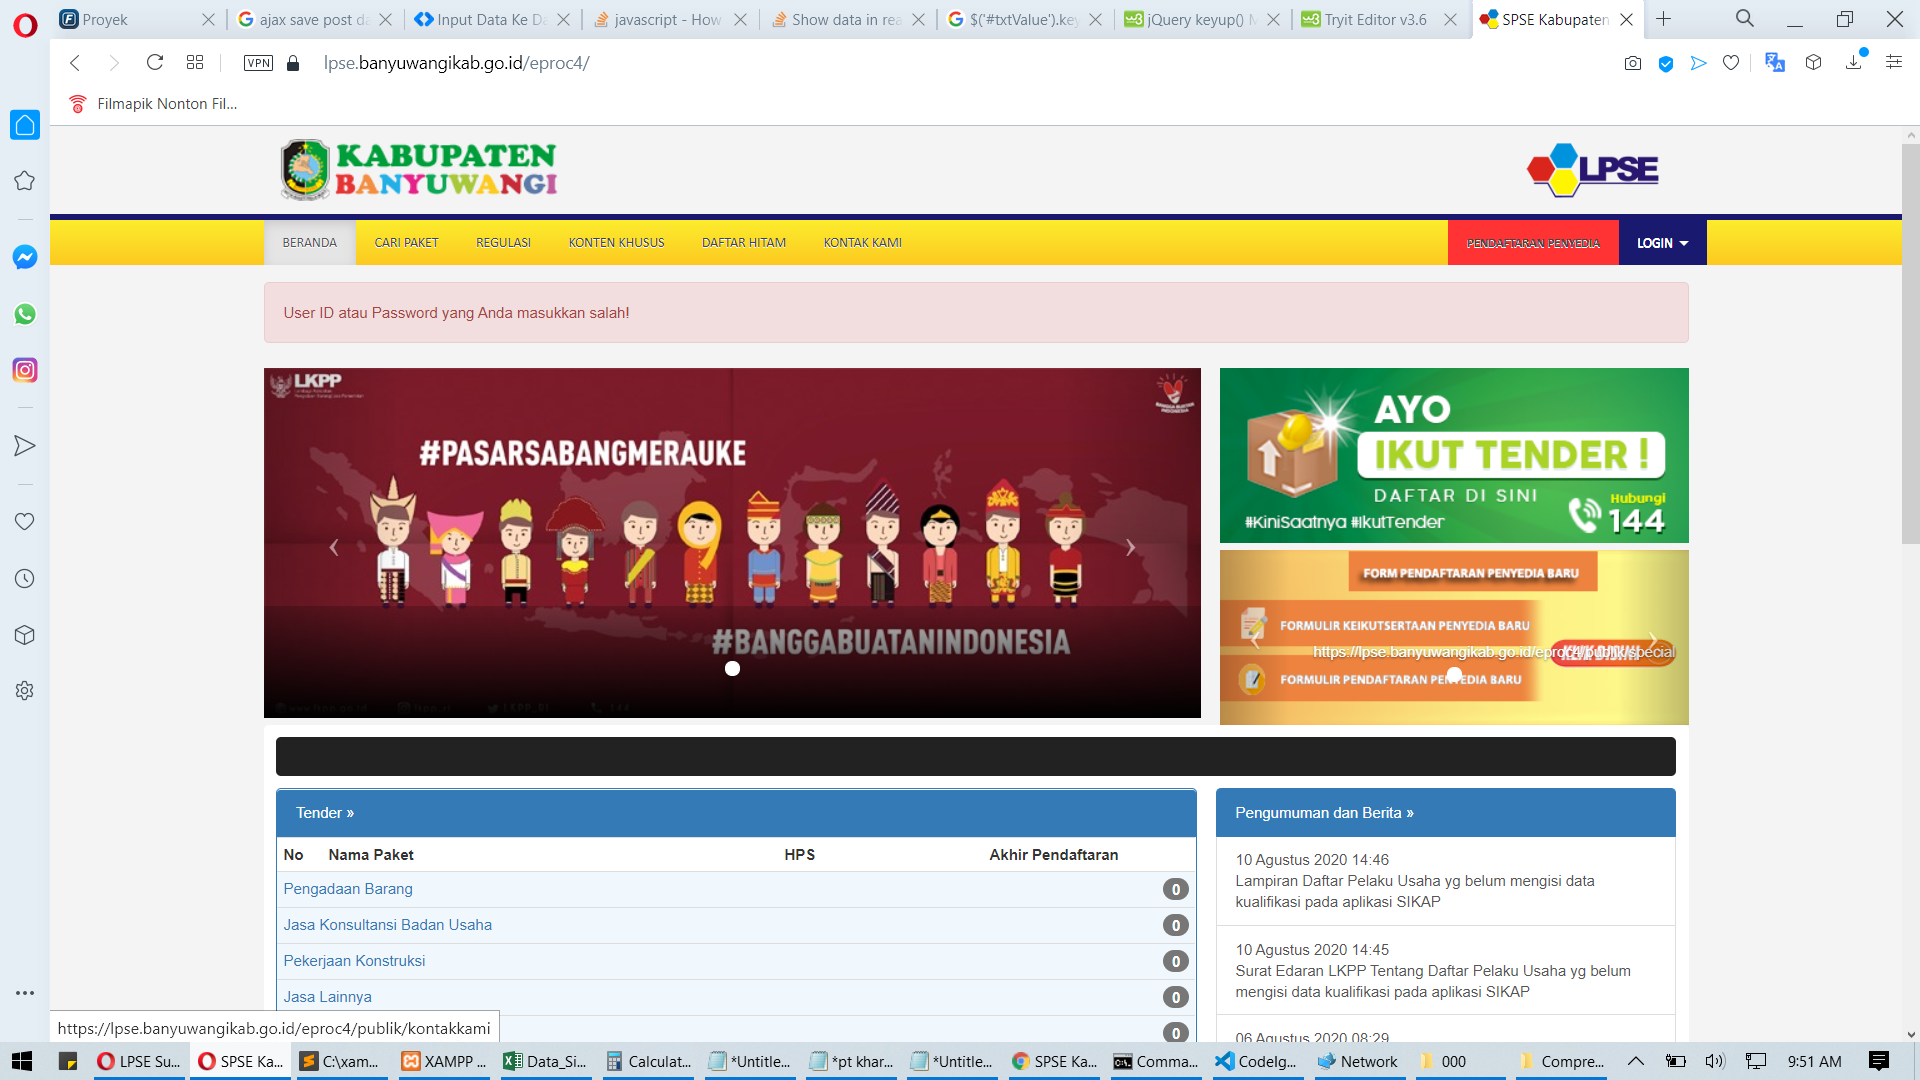 Proyek
ajax save post da
Input Data Ke Da
javascript - How
Show data in rea
$('#txtValue').key
jQuery keyup() M
Tryit Editor v3.6
SPSE Kabupaten
VPN
lpse.banyuwangikab.go.id/eproc4/
Filmapik Nonton Fil...
KABUPATEN
BANYUWANGI
LPSE
BERANDA
CARI PAKET
REGULASI
KONTEN KHUSUS
DAFTAR HITAM
KONTAK KAMI
PENDAFTARAN PENYEDIA
LOGIN
User ID atau Password yang Anda masukkan salah!
LKPP
#PASARSABANGMERAUKE
#BANGGABUATANINDONESIA
AYO
IKUT TENDER !
DAFTAR DI SINI
#KiniSaatnya #IkutTender
Hubungi
144
FORM PENDAFTARAN PENYEDIA BARU
FORMULIR KEIKUTSERTAAN PENYEDIA BARU
https://lpse.banyuwangikab.go.id/eproc4/publik/special
FORMULIR PENDAFTARAN PENYEDIA BARU
Tender »
No Nama Paket HPS Akhir Pendaftaran
Pengadaan Barang 0
Jasa Konsultansi Badan Usaha 0
Pekerjaan Konstruksi 0
Jasa Lainnya 0
0
Pengumuman dan Berita »
10 Agustus 2020 14:46
Lampiran Daftar Pelaku Usaha yg belum mengisi data
kualifikasi pada aplikasi SIKAP
10 Agustus 2020 14:45
Surat Edaran LKPP Tentang Daftar Pelaku Usaha yg belum
mengisi data kualifikasi pada aplikasi SIKAP
06 Agustus 2020 08:29
https://lpse.banyuwangikab.go.id/eproc4/publik/kontakkami
LPSE Su...
SPSE Ka...
C:\xam...
XAMPP ...
Data_Si...
Calculat...
*Untitle...
*pt khar...
*Untitle...
SPSE Ka...
Comma...
CodeIg...
Network
000
Compre...
9:51 AM